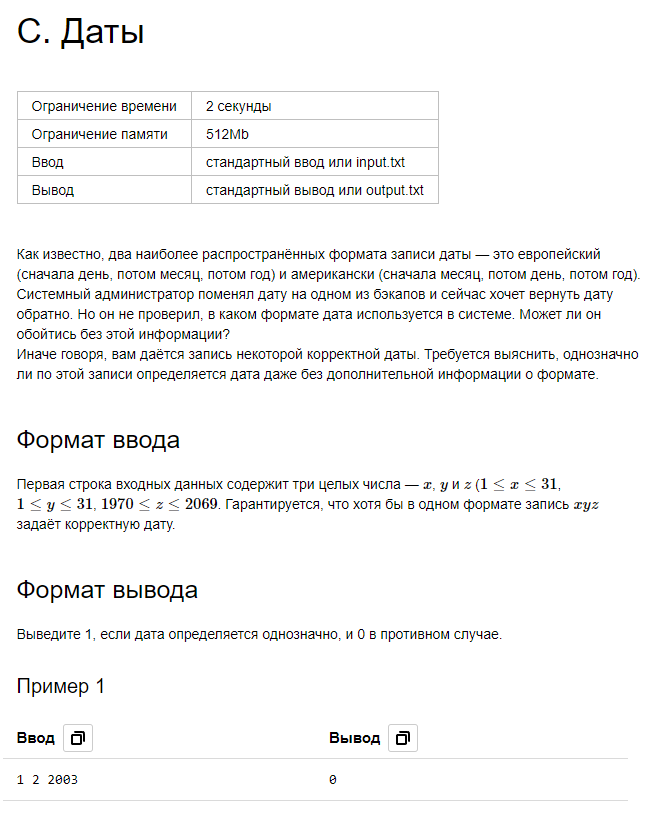 С. Даты
Ограничение времени 2 секунды
Ограничение памяти 512Mb
Ввод стандартный ввод или input.txt
Вывод стандартный вывод или output.txt
Как известно, два наиболее распространённых формата записи даты — это европейский
(сначала день, потом месяц, потом год) и американски (сначала месяц, потом день, потом год).
Системный администратор поменял дату на одном из бэкапов и сейчас хочет вернуть дату
обратно. Но он не проверил, в каком формате дата используется в системе. Может ли он
обойтись без этой информации?
Иначе говоря, вам даётся запись некоторой корректной даты. Требуется выяснить, однозначно
ли по этой записи определяется дата даже без дополнительной информации о формате.
Формат ввода
Первая строка входных данных содержит три целых числа — x, y и z (1 ≤ x ≤ 31,
1 ≤ y ≤ 31, 1970 ≤ z ≤ 2069. Гарантируется, что хотя бы в одном формате запись xyz
задаёт корректную дату.
Формат вывода
Выведите 1, если дата определяется однозначно, и 0 в противном случае.
Пример 1
Ввод Вывод
1 2 2003 0